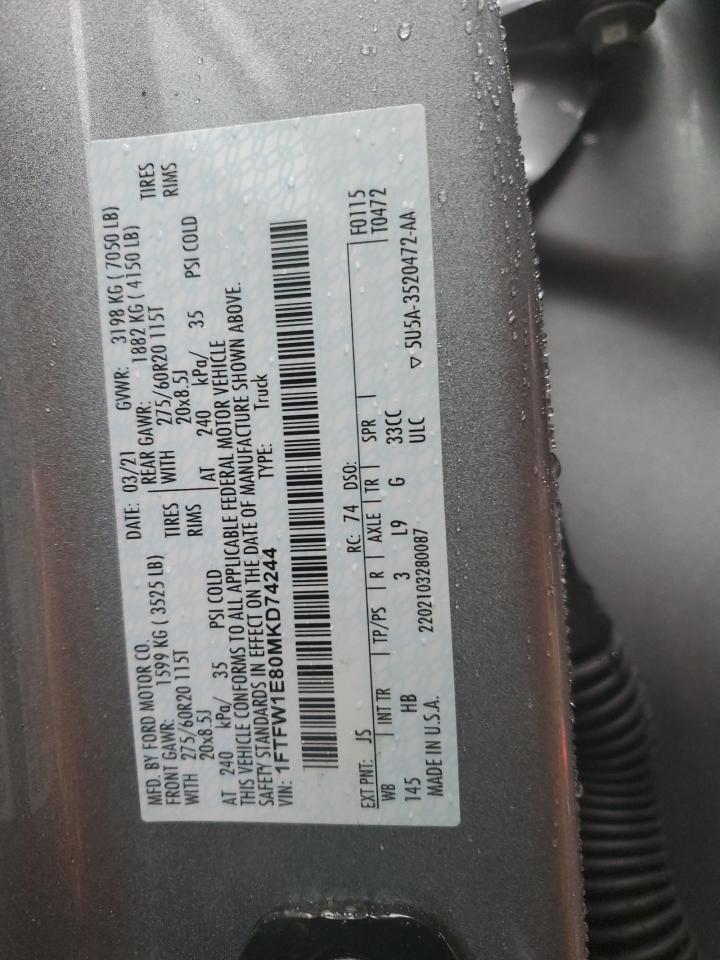 MFD. BY FORD MOTOR CO. DATE: 03/21 GVWR: 3198 KG ( 7050 LB)
FRONT GAWR: 1599 KG ( 3525 LB) REAR GAWR: 1882 KG ( 4150 LB)
WITH 275/60R20 115T TIRES WITH 275/60R20 115T TIRES
20x8.5J RIMS 20x8.5J RIMS
AT 240 kPa/ 35 PSI COLD AT 240 kPa/ 35 PSI COLD
THIS VEHICLE CONFORMS TO ALL APPLICABLE FEDERAL MOTOR VEHICLE
SAFETY STANDARDS IN EFFECT ON THE DATE OF MANUFACTURE SHOWN ABOVE.
VIN: 1FTFW1E80MKD74244 TYPE: Truck
EXT PNT: JS RC: 74 DSO: F0115
WB INT TR TP/PS R AXLE TR SPR T0472
145 HB 3 L9 G 33CC
MADE IN U.S.A. 2202103280087 ULC ▽ 5U5A-3520472-AA